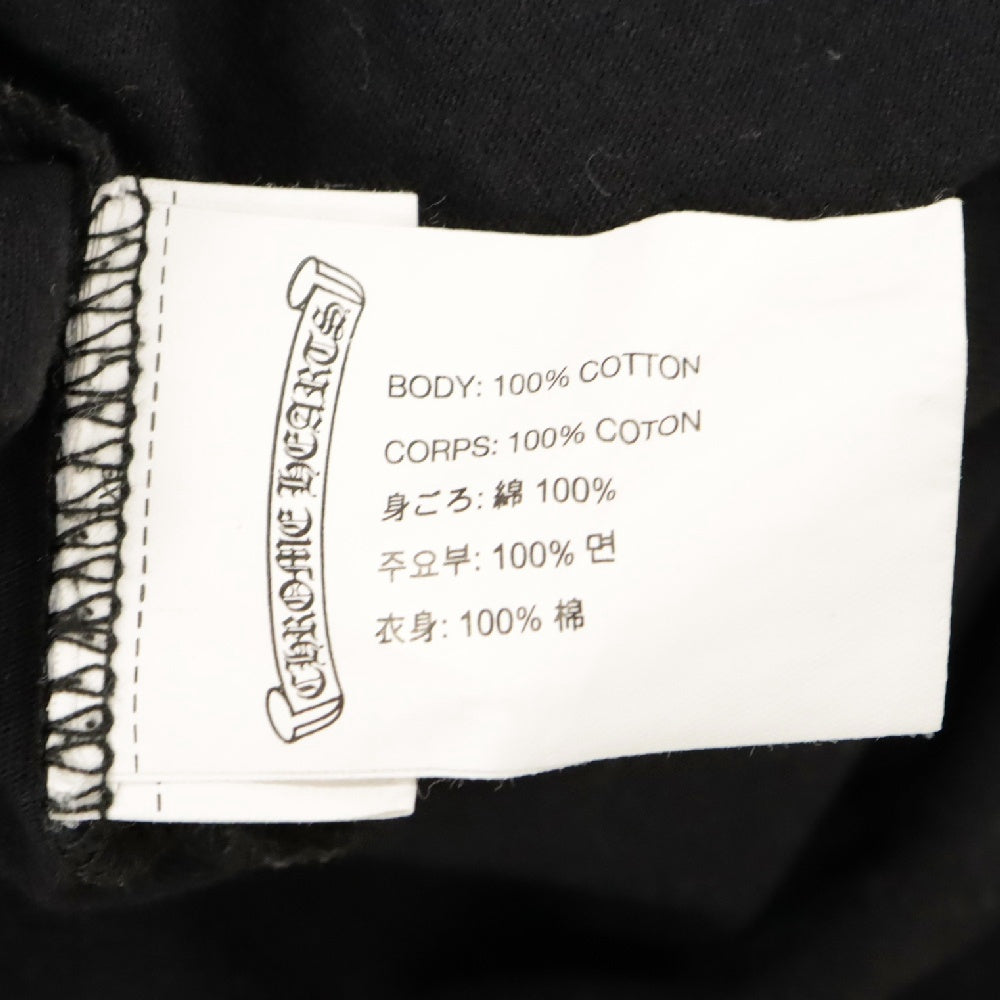 CHROME HEARTS
BODY: 100% COTTON
CORPS: 100% COTON
身ごろ: 綿 100%
주요부: 100% 면
衣身: 100% 棉